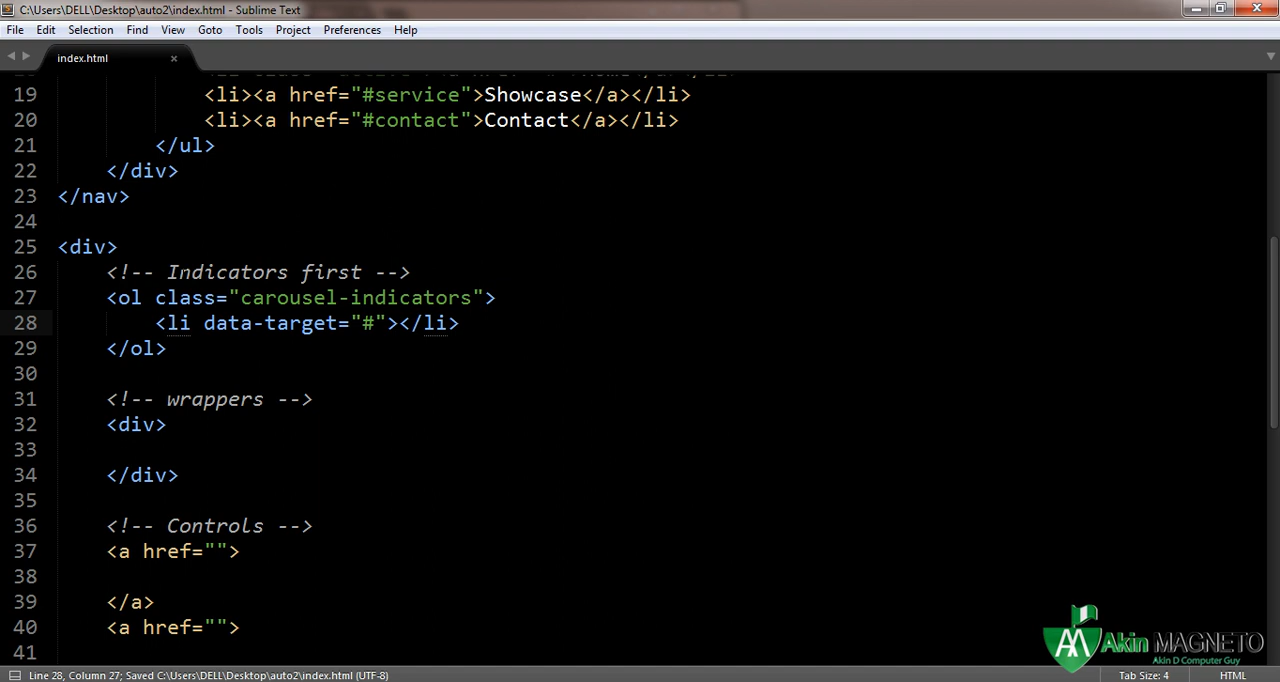 C:\Users\DELL\Desktop\auto2\index.html - Sublime Text
File Edit Selection Find View Goto Tools Project Preferences Help
index.html ×
19 <li><a href="#service">Showcase</a></li>
20 <li><a href="#contact">Contact</a></li>
21 </ul>
22 </div>
23 </nav>
24
25 <div>
26 <!-- Indicators first -->
27 <ol class="carousel-indicators">
28 <li data-target="#"></li>
29 </ol>
30
31 <!-- wrappers -->
32 <div>
33
34 </div>
35
36 <!-- Controls -->
37 <a href="">
38
39 </a>
40 <a href="">
41
Akin MAGNETO
Akin D Computer Guy
Line 28, Column 27; Saved C:\Users\DELL\Desktop\auto2\index.html (UTF-8) Tab Size: 4 HTML